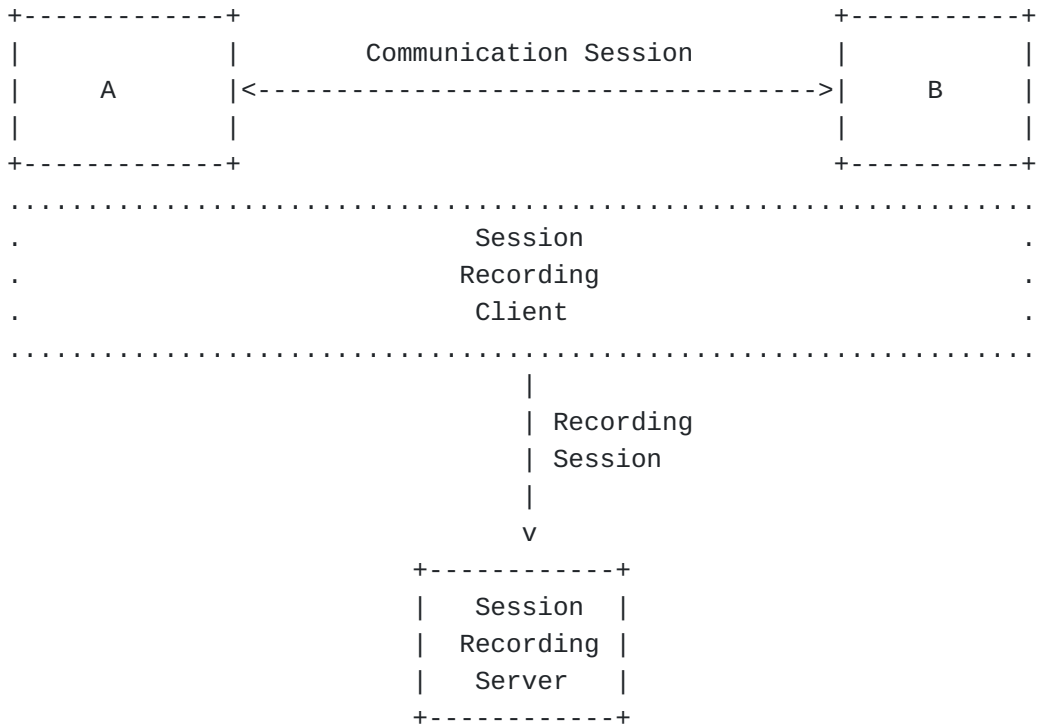 Communication Session
A B
Session
Recording
Client
Recording
Session
Session
Recording
Server